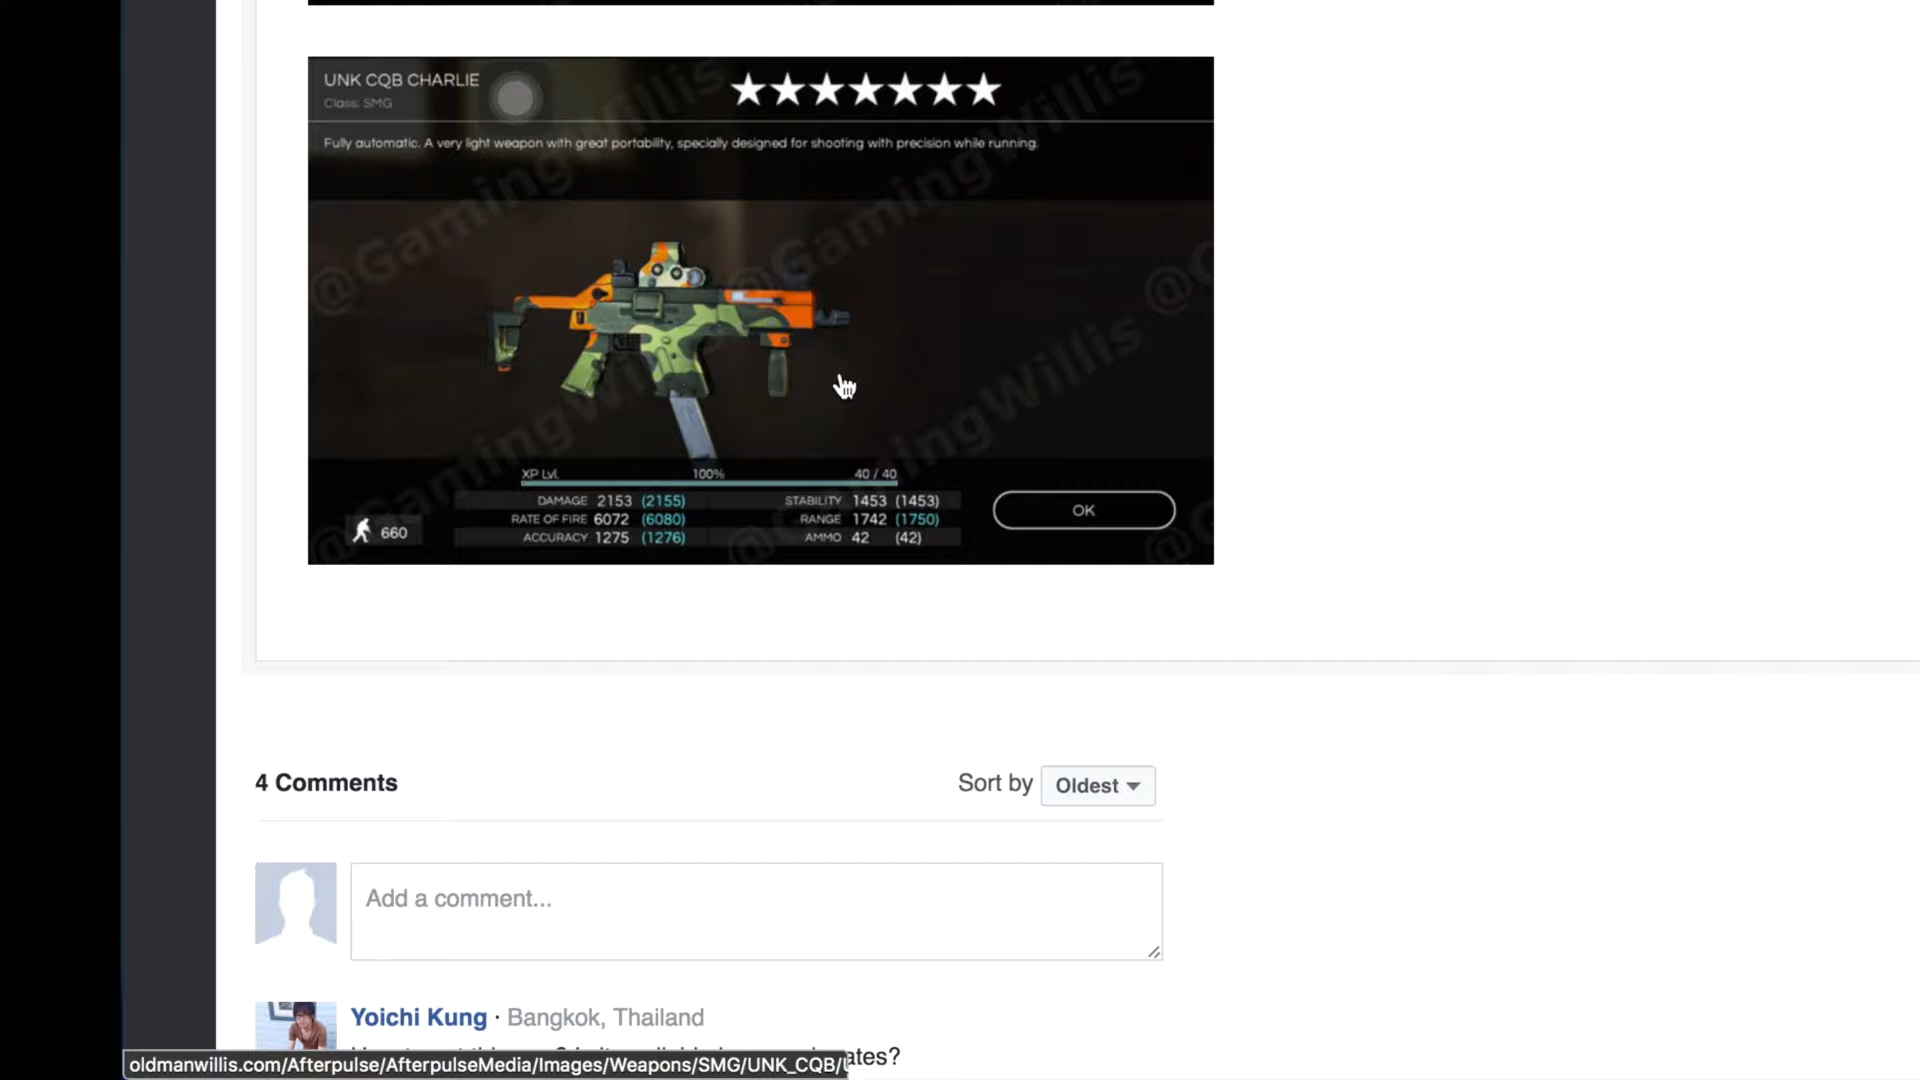 UNK CQB CHARLIE
Class: SMG
Fully automatic. A very light weapon with great portability, specially designed for shooting with precision while running.
@GamingWillis
XP Lvl. 100% 40 / 40
DAMAGE 2153 (2155) STABILITY 1453 (1453)
RATE OF FIRE 6072 (6080) RANGE 1742 (1750)
ACCURACY 1275 (1276) AMMO 42 (42)
660
OK
4 Comments
Sort by Oldest
Add a comment...
Yoichi Kung · Bangkok, Thailand
ates?
oldmanwillis.com/Afterpulse/AfterpulseMedia/Images/Weapons/SMG/UNK_CQB/